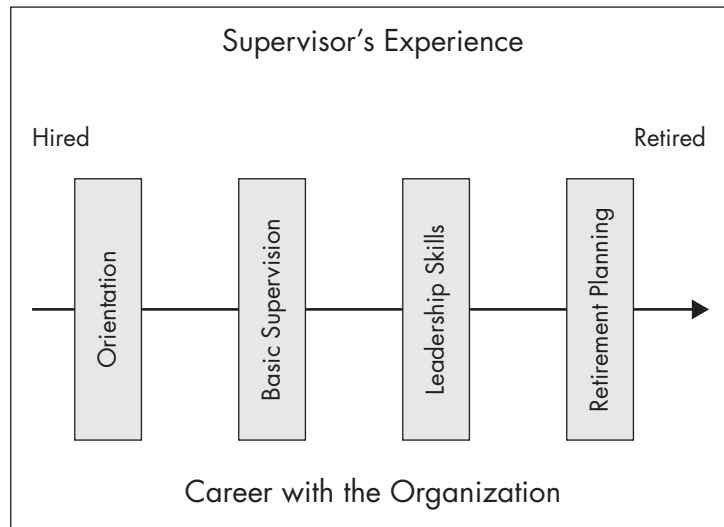 Supervisor’s Experience
Hired
Retired
Orientation
Basic Supervision
Leadership Skills
Retirement Planning
Career with the Organization